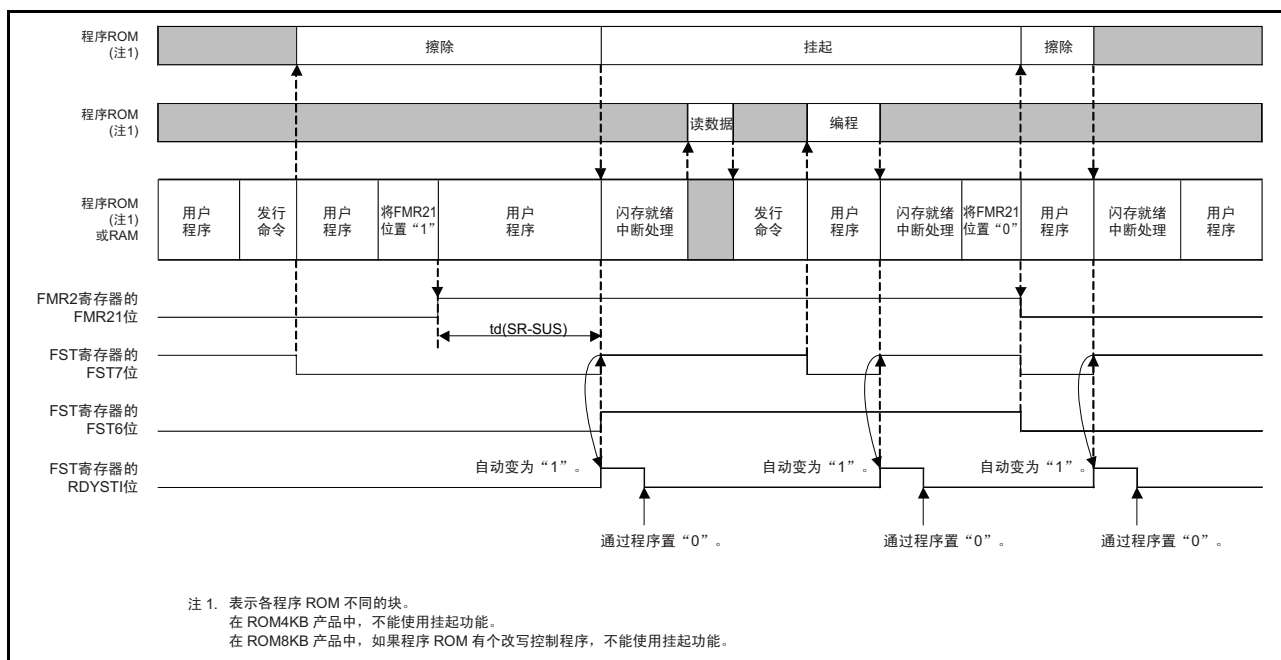 程序ROM
(注1)
擦除
挂起
擦除
程序ROM
(注1)
读数据
编程
程序ROM
(注1)
或RAM
用户
程序
发行
命令
用户
程序
将FMR21
位置“1”
用户
程序
闪存就绪
中断处理
发行
命令
用户
程序
闪存就绪
中断处理
将FMR21
位置“0”
用户
程序
闪存就绪
中断处理
用户
程序
FMR2寄存器的
FMR21位
td(SR-SUS)
FST寄存器的
FST7位
FST寄存器的
FST6位
FST寄存器的
RDYSTI位
自动变为“1”。
自动变为“1”。
自动变为“1”。
通过程序置“0”。
通过程序置“0”。
通过程序置“0”。
注 1. 表示各程序 ROM 不同的块。
在 ROM4KB 产品中，不能使用挂起功能。
在 ROM8KB 产品中，如果程序 ROM 有个改写控制程序，不能使用挂起功能。